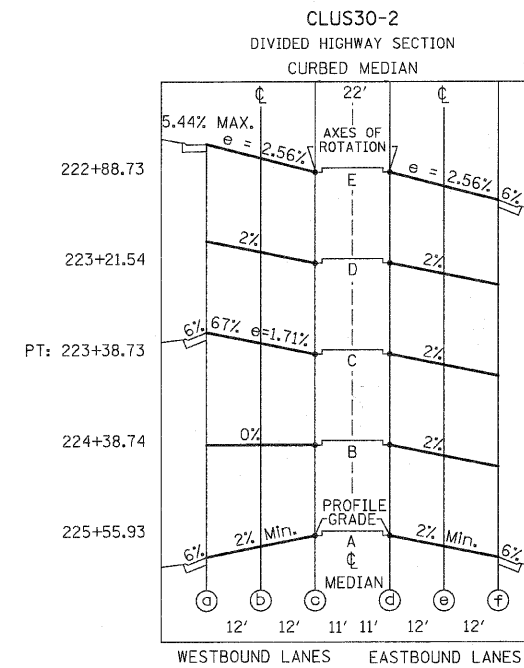 CLUS30-2
DIVIDED HIGHWAY SECTION
CURBED MEDIAN
℄ 22' ℄
5.44% MAX.
AXES OF
ROTATION
222+88.73
e = 2.56%
E
e = 2.56%
6%
223+21.54
2%
D
2%
PT: 223+38.73
6%
67% e=1.71%
C
2%
224+38.74
0%
B
2%
225+55.93
6%
2% Min.
PROFILE
GRADE
A
2% Min.
6%
℄
MEDIAN
a b c d e f
12' 12' 11' 11' 12' 12'
WESTBOUND LANES EASTBOUND LANES